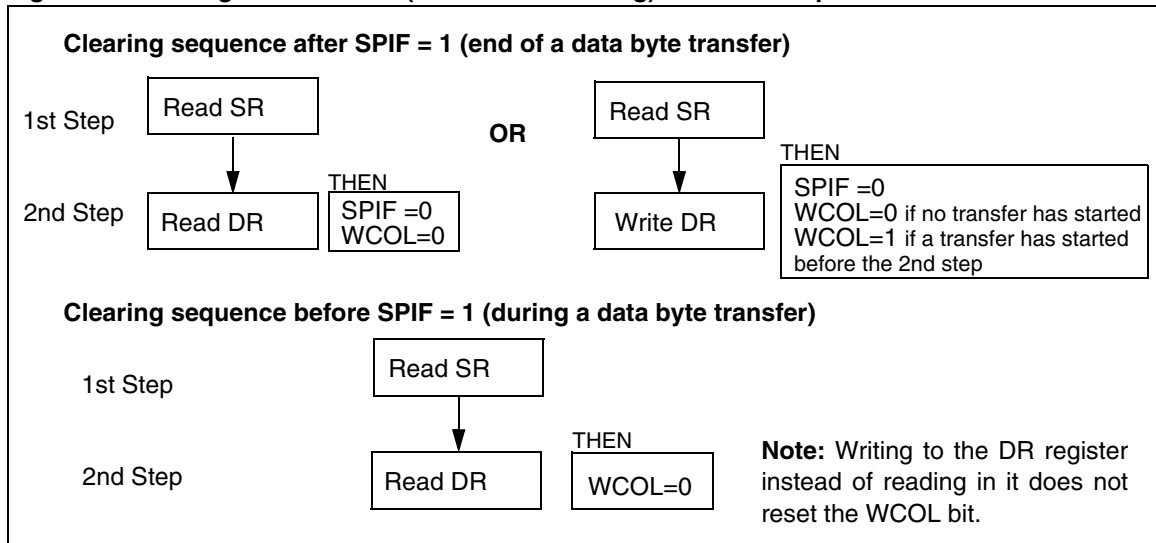 Clearing sequence after SPIF = 1 (end of a data byte transfer)
1st Step
Read SR
OR
Read SR
2nd Step
Read DR
THEN
SPIF =0
WCOL=0
Write DR
THEN
SPIF =0
WCOL=0 if no transfer has started
WCOL=1 if a transfer has started
before the 2nd step
Clearing sequence before SPIF = 1 (during a data byte transfer)
1st Step
Read SR
2nd Step
Read DR
THEN
WCOL=0
Note: Writing to the DR register
instead of reading in it does not
reset the WCOL bit.